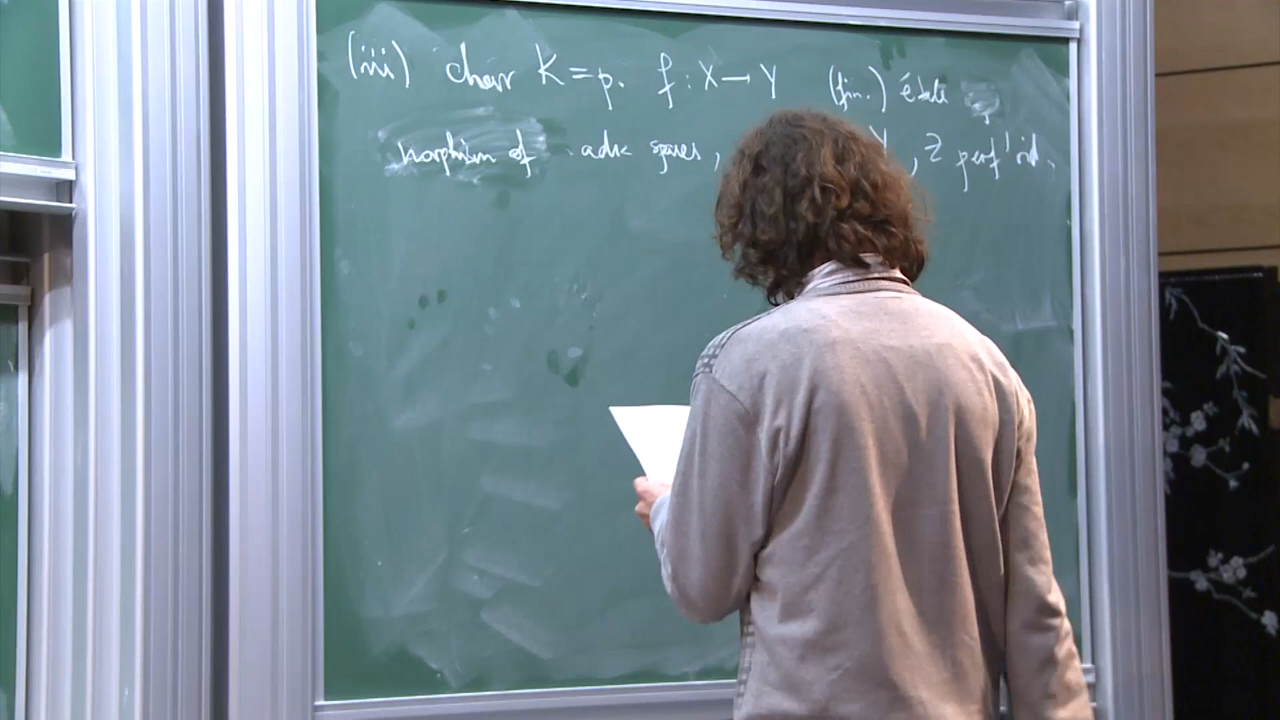 (iii) char K = p. f : X → Y (fin.) étale
morphism of adic spaces, Y, Z perf'oid.